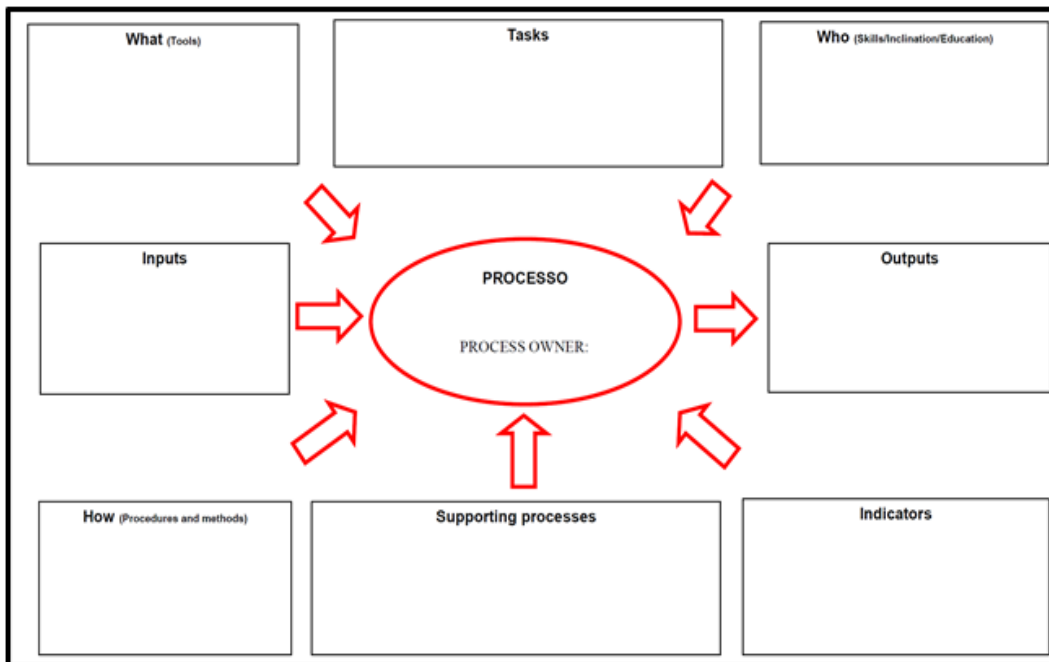 What (Tools)
Tasks
Who (Skills/Inclination/Education)
Inputs
PROCESSO
PROCESS OWNER:
Outputs
How (Procedures and methods)
Supporting processes
Indicators